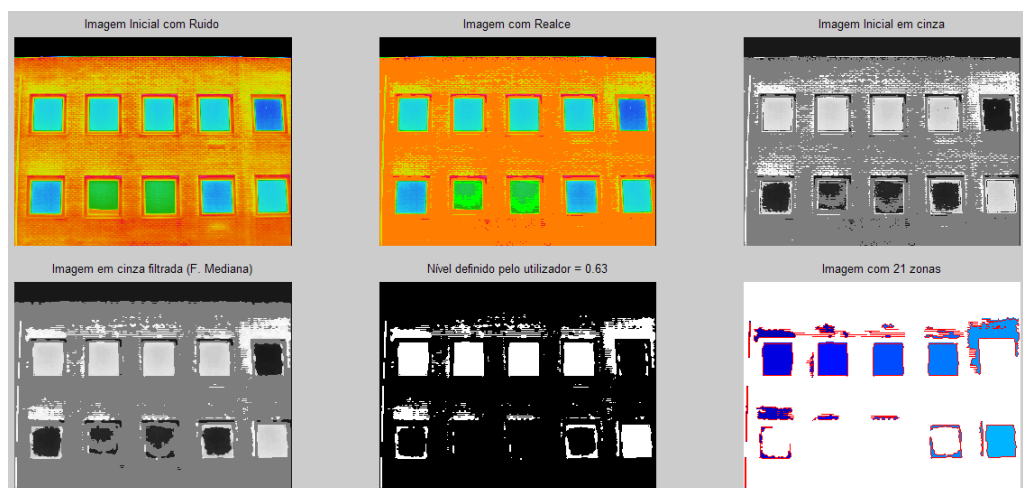 Imagem Inicial com Ruido
Imagem com Realce
Imagem Inicial em cinza
Imagem em cinza filtrada (F. Mediana)
Nível definido pelo utilizador = 0.63
Imagem com 21 zonas